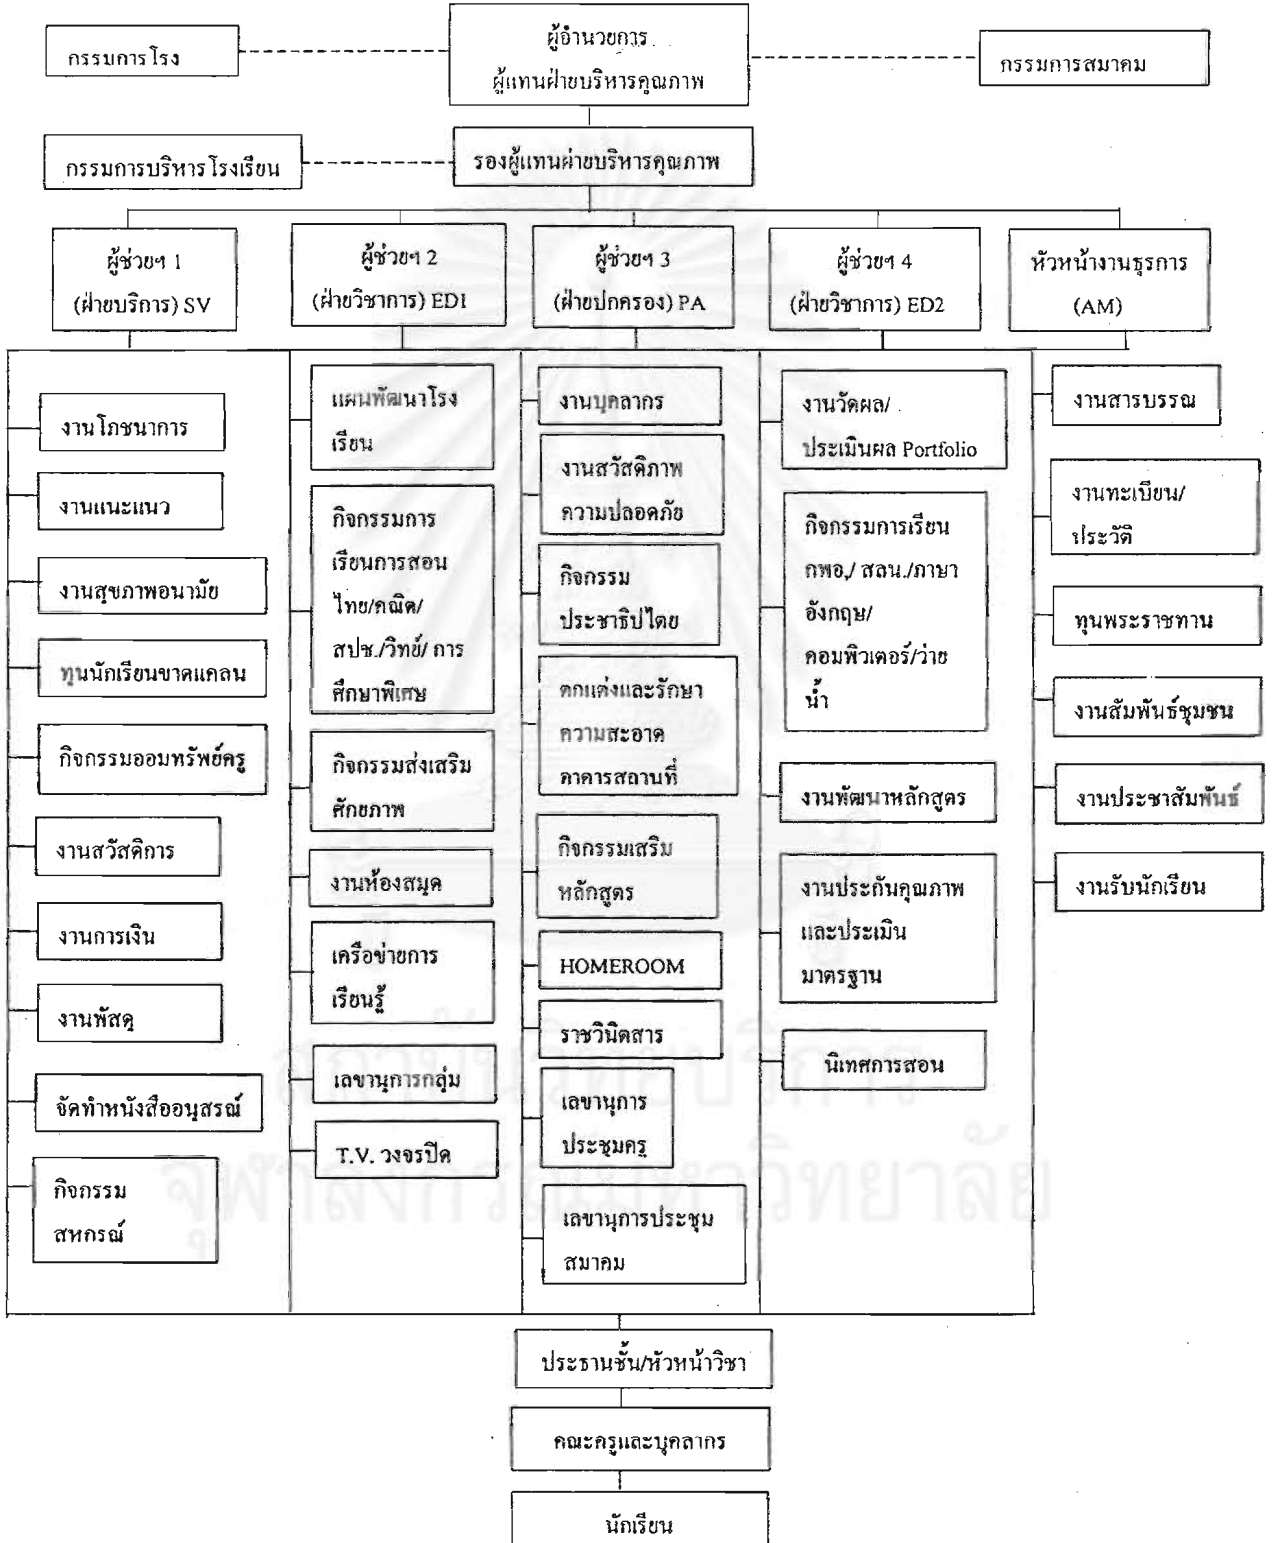 ผู้อำนวยการ
ผู้แทนฝ่ายบริหารคุณภาพ
กรรมการโรง
กรรมการสมาคม
กรรมการบริหารโรงเรียน
รองผู้แทนฝ่ายบริหารคุณภาพ
ผู้ช่วยฯ 1
(ฝ่ายบริการ) SV
ผู้ช่วยฯ 2
(ฝ่ายวิชาการ) ED1
ผู้ช่วยฯ 3
(ฝ่ายปกครอง) PA
ผู้ช่วยฯ 4
(ฝ่ายวิชาการ) ED2
หัวหน้างานธุรการ
(AM)
งานโภชนาการ
งานแนะแนว
งานสุขภาพอนามัย
ทุนนักเรียนขาดแคลน
กิจกรรมออมทรัพย์ครู
งานสวัสดิการ
งานการเงิน
งานพัสดุ
จัดทำหนังสืออนุสรณ์
กิจกรรม
สหกรณ์
แผนพัฒนาโรง
เรียน
กิจกรรมการ
เรียนการสอน
ไทย/คณิต/
สปช./วิทย์/ การ
ศึกษาพิเศษ
กิจกรรมส่งเสริม
ศักยภาพ
งานห้องสมุด
เครือข่ายการ
เรียนรู้
เลขานุการกลุ่ม
T.V. วงจรปิด
งานบุคลากร
งานสวัสดิภาพ
ความปลอดภัย
กิจกรรม
ประชาธิปไตย
ตกแต่งและรักษา
ความสะอาด
อาคารสถานที่
กิจกรรมเสริม
หลักสูตร
HOMEROOM
ราชวินิตสาร
เลขานุการ
ประชุมครู
เลขานุการประชุม
สมาคม
งานวัดผล/
ประเมินผล Portfolio
กิจกรรมการเรียน
กพอ,/ สลน./ภาษา
อังกฤษ/
คอมพิวเตอร์/ว่าย
น้ำ
งานพัฒนาหลักสูตร
งานประกันคุณภาพ
และประเมิน
มาตรฐาน
นิเทศการสอน
งานสารบรรณ
งานทะเบียน/
ประวัติ
ทุนพระราชทาน
งานสัมพันธ์ชุมชน
งานประชาสัมพันธ์
งานรับนักเรียน
ประธานชั้น/หัวหน้าวิชา
คณะครูและบุคลากร
นักเรียน
สถาบันวิทยบริการ
จุฬาลงกรณ์มหาวิทยาลัย